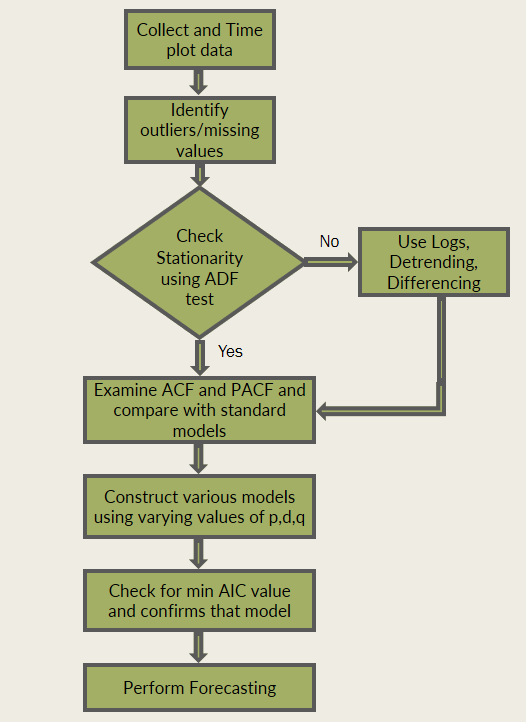 Collect and Time
plot data
Identify
outliers/missing
values
Check
Stationarity
using ADF
test
No
Use Logs,
Detrending,
Differencing
Yes
Examine ACF and PACF and
compare with standard
models
Construct various models
using varying values of p,d,q
Check for min AIC value
and confirms that model
Perform Forecasting